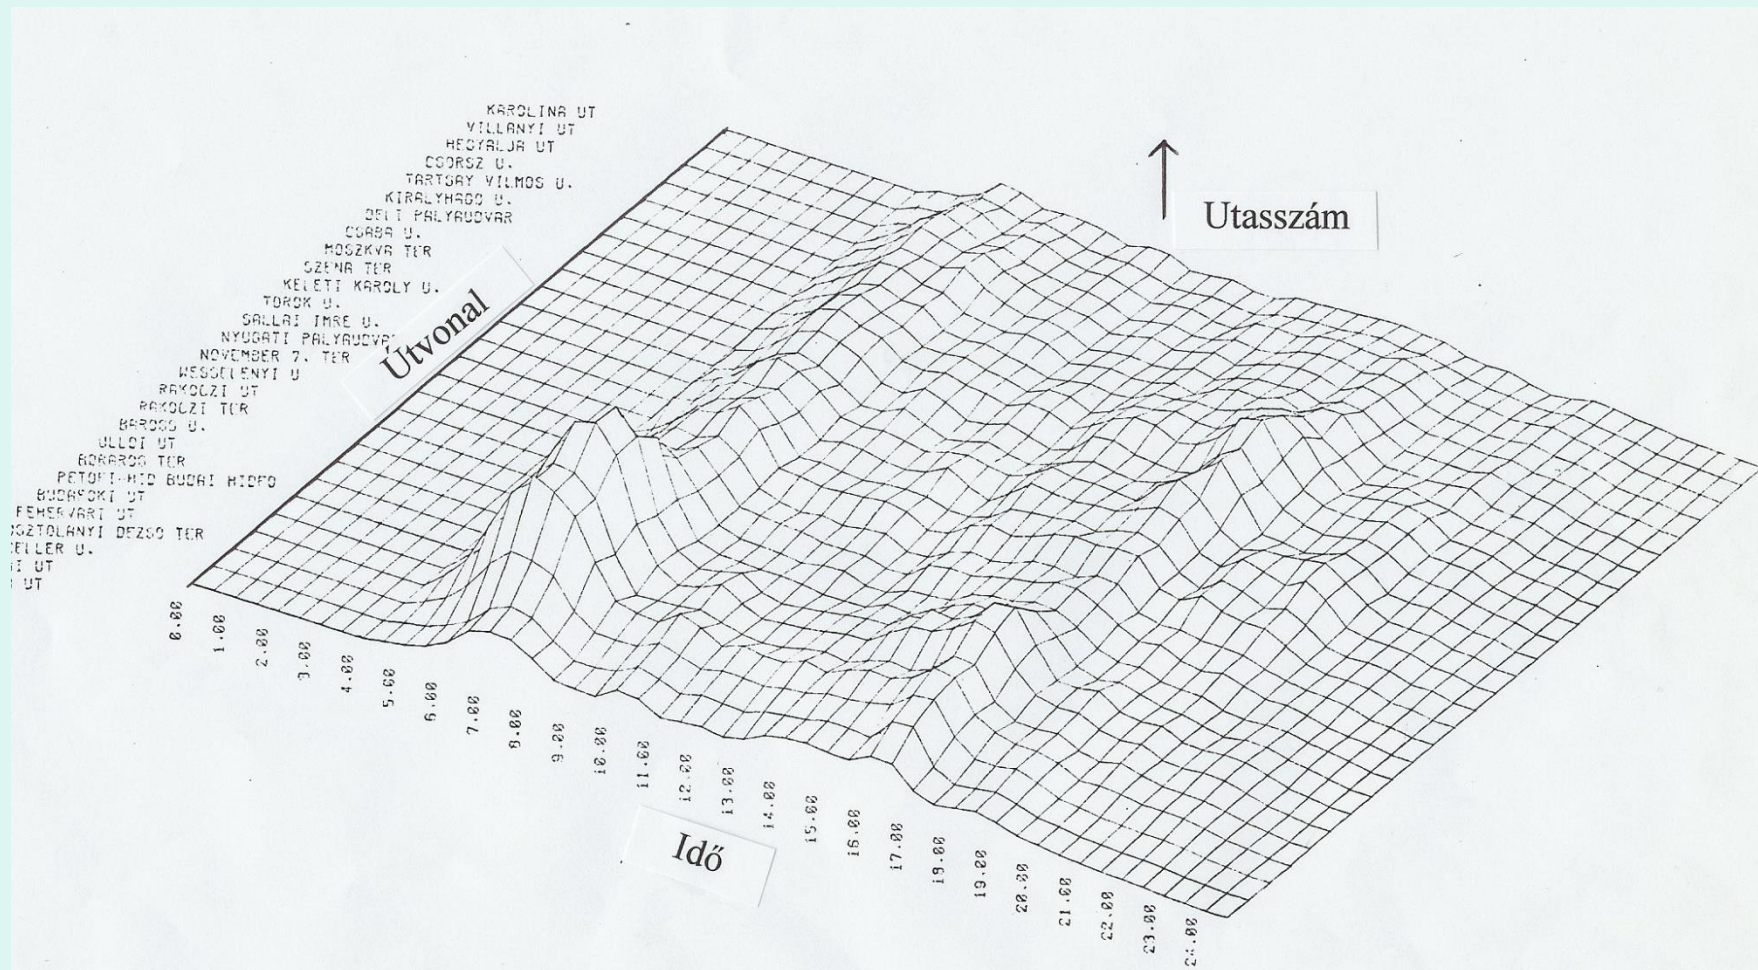 KAROLINA UT
VILLANYI UT
HEGYALJA UT
CSORSZ U.
TARTSAY VILMOS U.
KIRALYHAGO U.
DELI PALYAUDVAR
CSABA U.
MOSZKVA TER
SZENA TER
KELETI KAROLY U.
TOROK U.
SALLAI IMRE U.
NYUGATI PALYAUDVA
NOVEMBER 7. TER
WESSELENYI U
RAKOCZI UT
RAKOCZI TER
BAROSS U.
ULLOI UT
BORAROS TER
PETOFI-HID BUDAI HIDFO
BUDAFOKI UT
FEHERVARI UT
OSZTOLANYI DEZSO TER
ELLER U.
I UT
UT
Útvonal
Utasszám
0.00
1.00
2.00
3.00
4.00
5.00
6.00
7.00
8.00
9.00
10.00
11.00
12.00
13.00
14.00
15.00
16.00
17.00
18.00
19.00
20.00
21.00
22.00
23.00
24.00
Idő